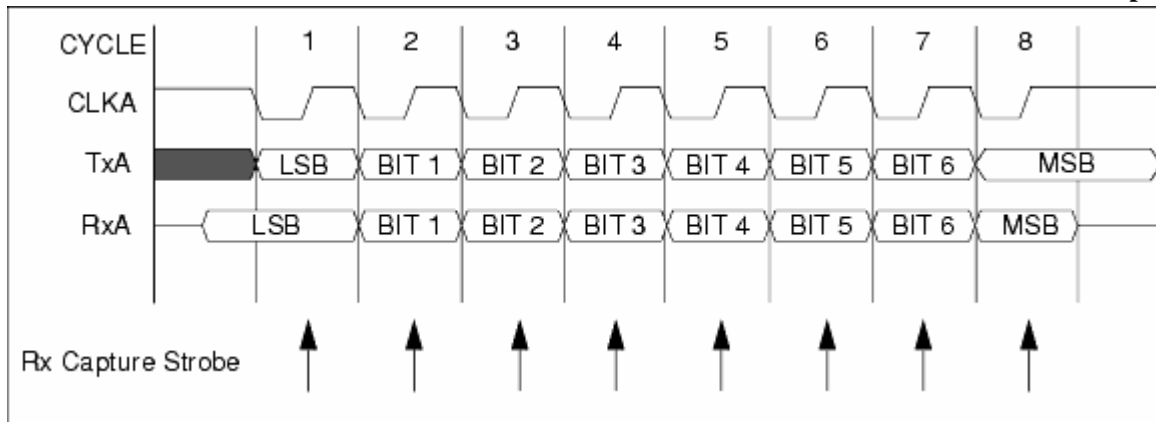 CYCLE 1 2 3 4 5 6 7 8
CLKA
TxA LSB BIT 1 BIT 2 BIT 3 BIT 4 BIT 5 BIT 6 MSB
RxA LSB BIT 1 BIT 2 BIT 3 BIT 4 BIT 5 BIT 6 MSB
Rx Capture Strobe